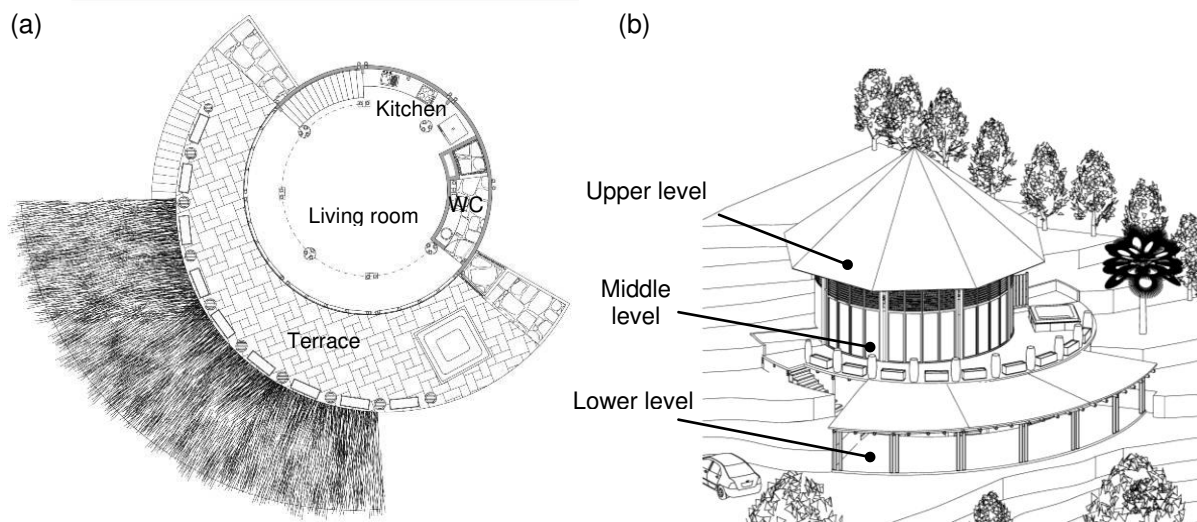 (a)
Kitchen
WC
Living room
Terrace
(b)
Upper level
Middle
level
Lower level